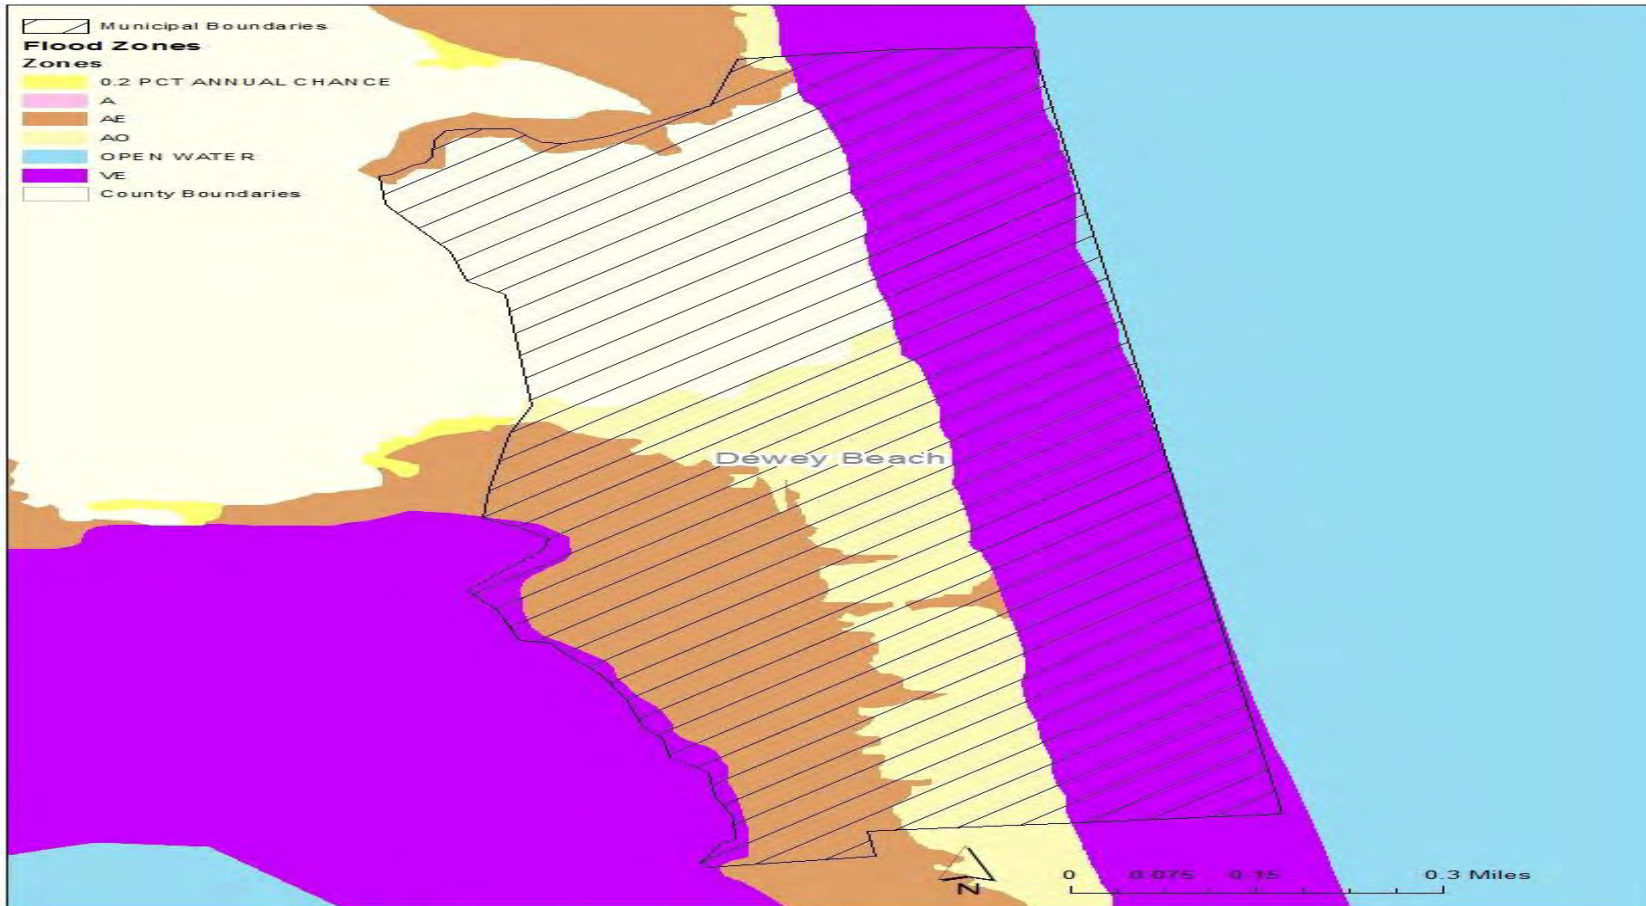 Municipal Boundaries
Flood Zones
Zones
0.2 PCT ANNUAL CHANCE
A
AE
AO
OPEN WATER
VE
County Boundaries
Dewey Beach
N
0 0.075 0.15 0.3 Miles